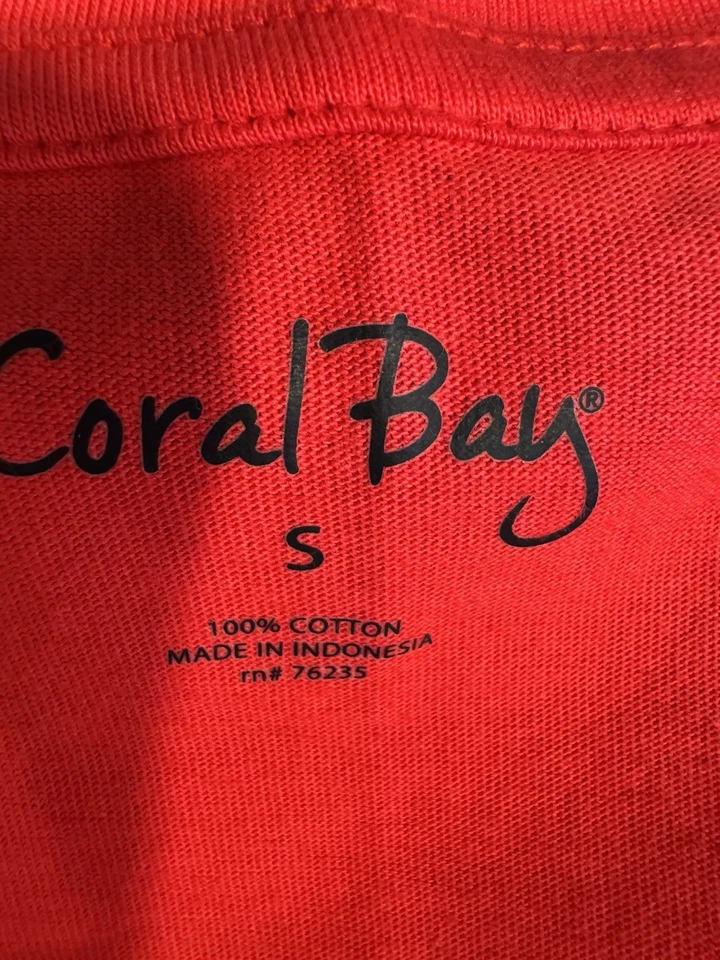 Coral Bay®
S
100% COTTON
MADE IN INDONESIA
rn# 76235